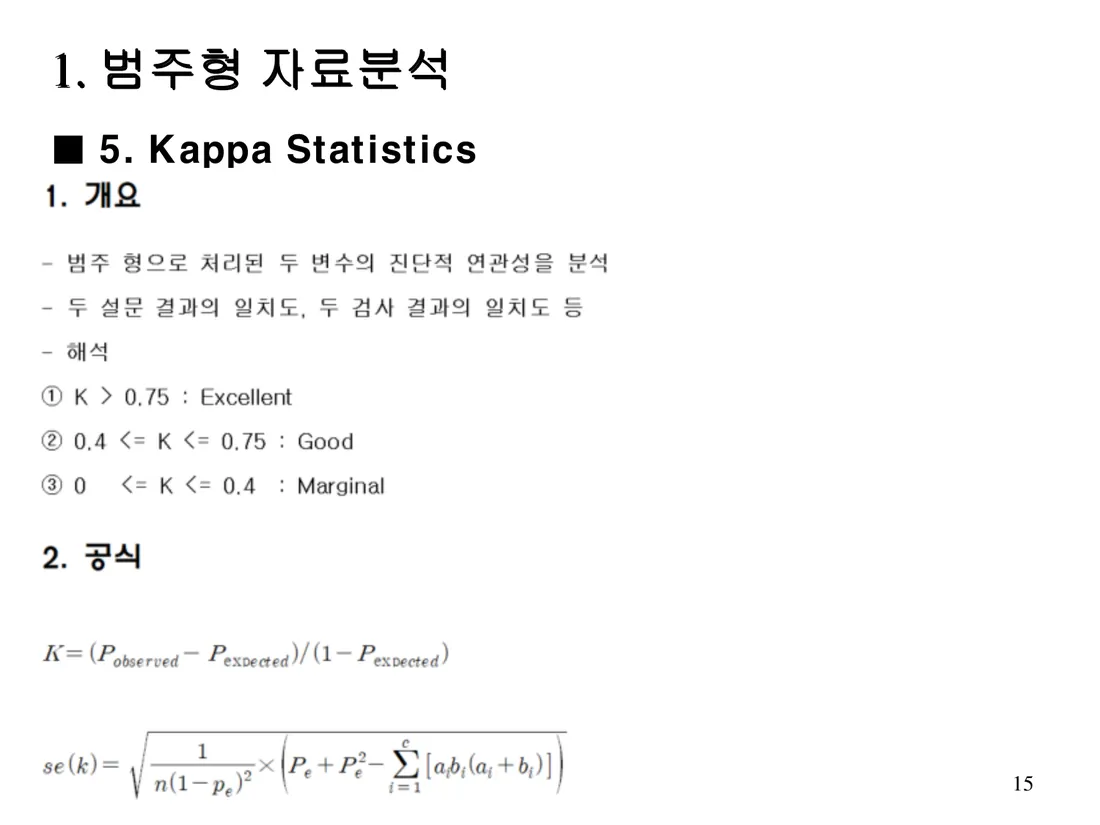 1. 범주형 자료분석
■ 5. Kappa Statistics
1. 개요
- 범주 형으로 처리된 두 변수의 진단적 연관성을 분석
- 두 설문 결과의 일치도, 두 검사 결과의 일치도 등
- 해석
① K > 0.75 : Excellent
② 0.4 <= K <= 0.75 : Good
③ 0 <= K <= 0.4 : Marginal
2. 공식
K=(P_observed − P_expected)/(1−P_expected)
se(k)=√(1/(n(1−p_e)²)×(P_e+P_e²−∑_{i=1}^{c}[a_i b_i(a_i+b_i)]))
15